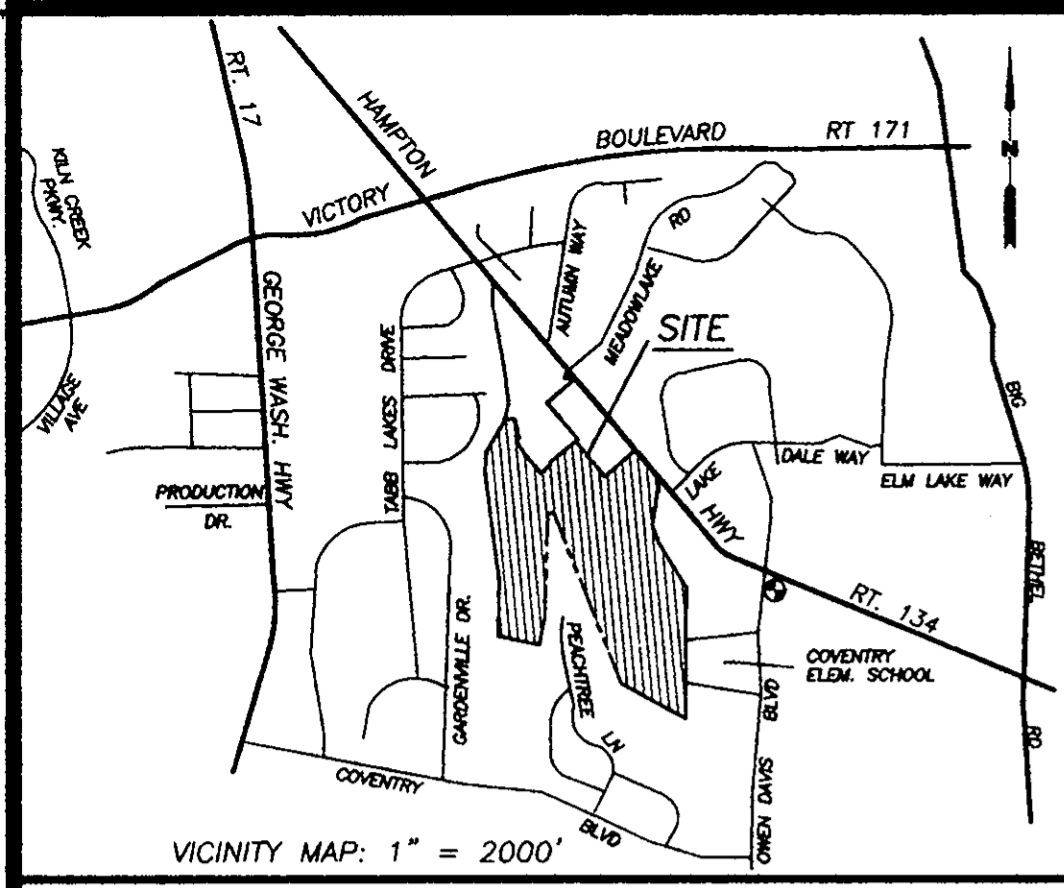 RT. 17
HAMPTON
BOULEVARD
RT 171
KILN CREEK
PKWY.
N
VICTORY
RD
AUTUMN WAY
MEADOWLAKE
SITE
GEORGE WASH. HWY
TABB LAKES DRIVE
VILLAGE
AVE
BIG
DALE WAY
LAKE
ELM LAKE WAY
PRODUCTION
DR.
HWY
BETHEL
RT. 134
GARDENVILLE DR.
PEACHTREE
COVENTRY
ELEM. SCHOOL
BLVD
LN
RD
COVENTRY
OWEN DAVIS
BLVD
VICINITY MAP: 1" = 2000'